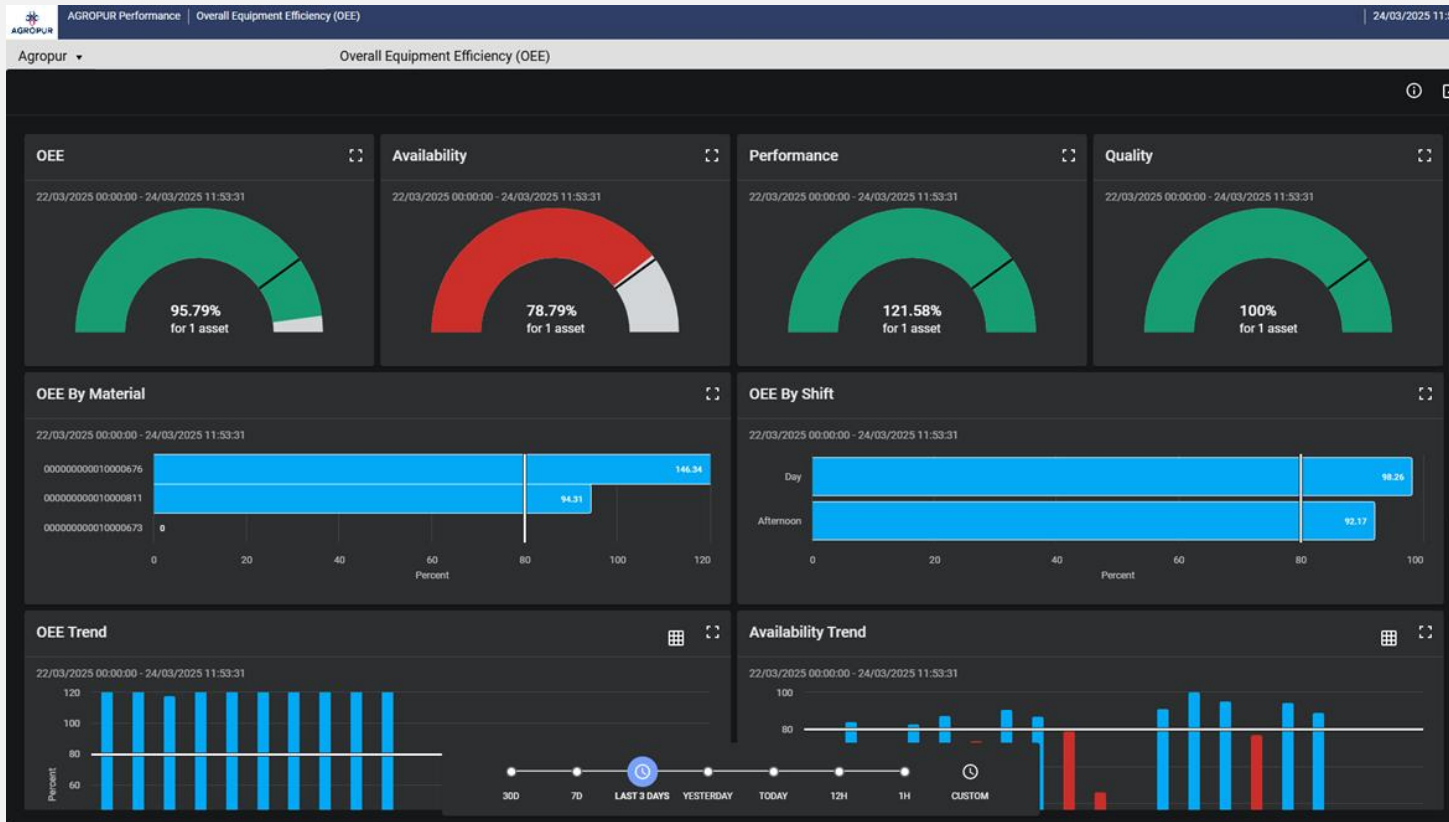 AGROPUR
AGROPUR Performance | Overall Equipment Efficiency (OEE)
24/03/2025 11:5
Agropur
Overall Equipment Efficiency (OEE)
OEE
22/03/2025 00:00:00 - 24/03/2025 11:53:31
95.79%
for 1 asset
Availability
22/03/2025 00:00:00 - 24/03/2025 11:53:31
78.79%
for 1 asset
Performance
22/03/2025 00:00:00 - 24/03/2025 11:53:31
121.58%
for 1 asset
Quality
22/03/2025 00:00:00 - 24/03/2025 11:53:31
100%
for 1 asset
OEE By Material
22/03/2025 00:00:00 - 24/03/2025 11:53:31
000000000010000676 146.34
000000000010000811 94.31
000000000010000673 0
0 20 40 60 80 100 120
Percent
OEE By Shift
22/03/2025 00:00:00 - 24/03/2025 11:53:31
Day 98.26
Afternoon 92.17
0 20 40 60 80 100
Percent
OEE Trend
22/03/2025 00:00:00 - 24/03/2025 11:53:31
120
100
80
60
Percent
Availability Trend
22/03/2025 00:00:00 - 24/03/2025 11:53:31
100
80
30D 7D LAST 3 DAYS YESTERDAY TODAY 12H 1H CUSTOM